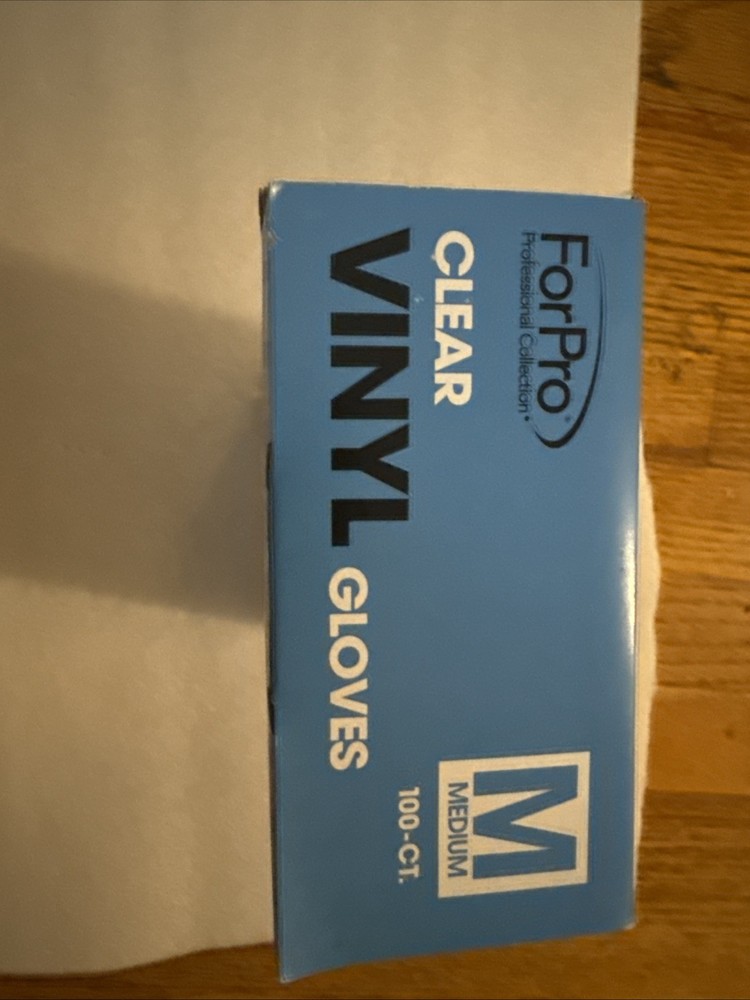 ForPro
Professional Collection
CLEAR
VINYL GLOVES
M
MEDIUM
100-CT.